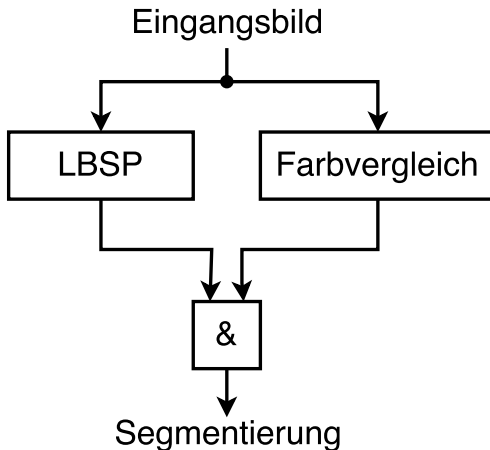 Eingangsbild
LBSP
Farbvergleich
&
Segmentierung